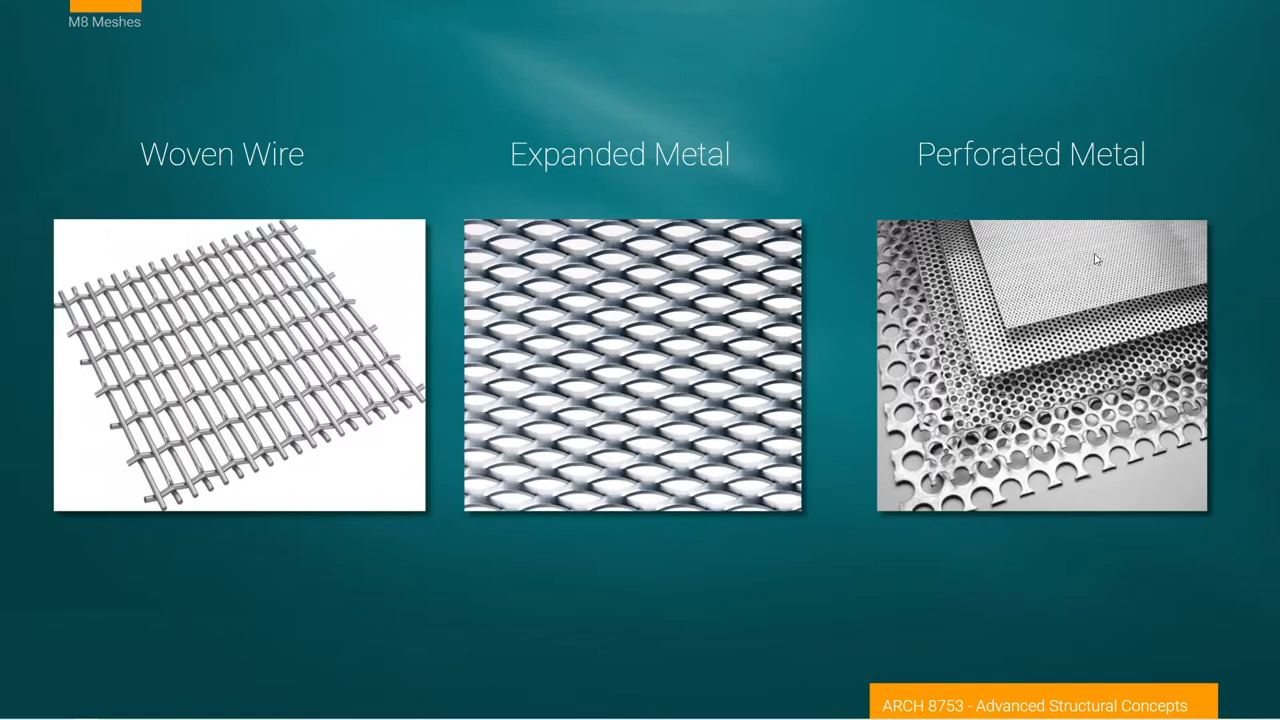 M8 Meshes
Woven Wire
Expanded Metal
Perforated Metal
ARCH 8753 - Advanced Structural Concepts